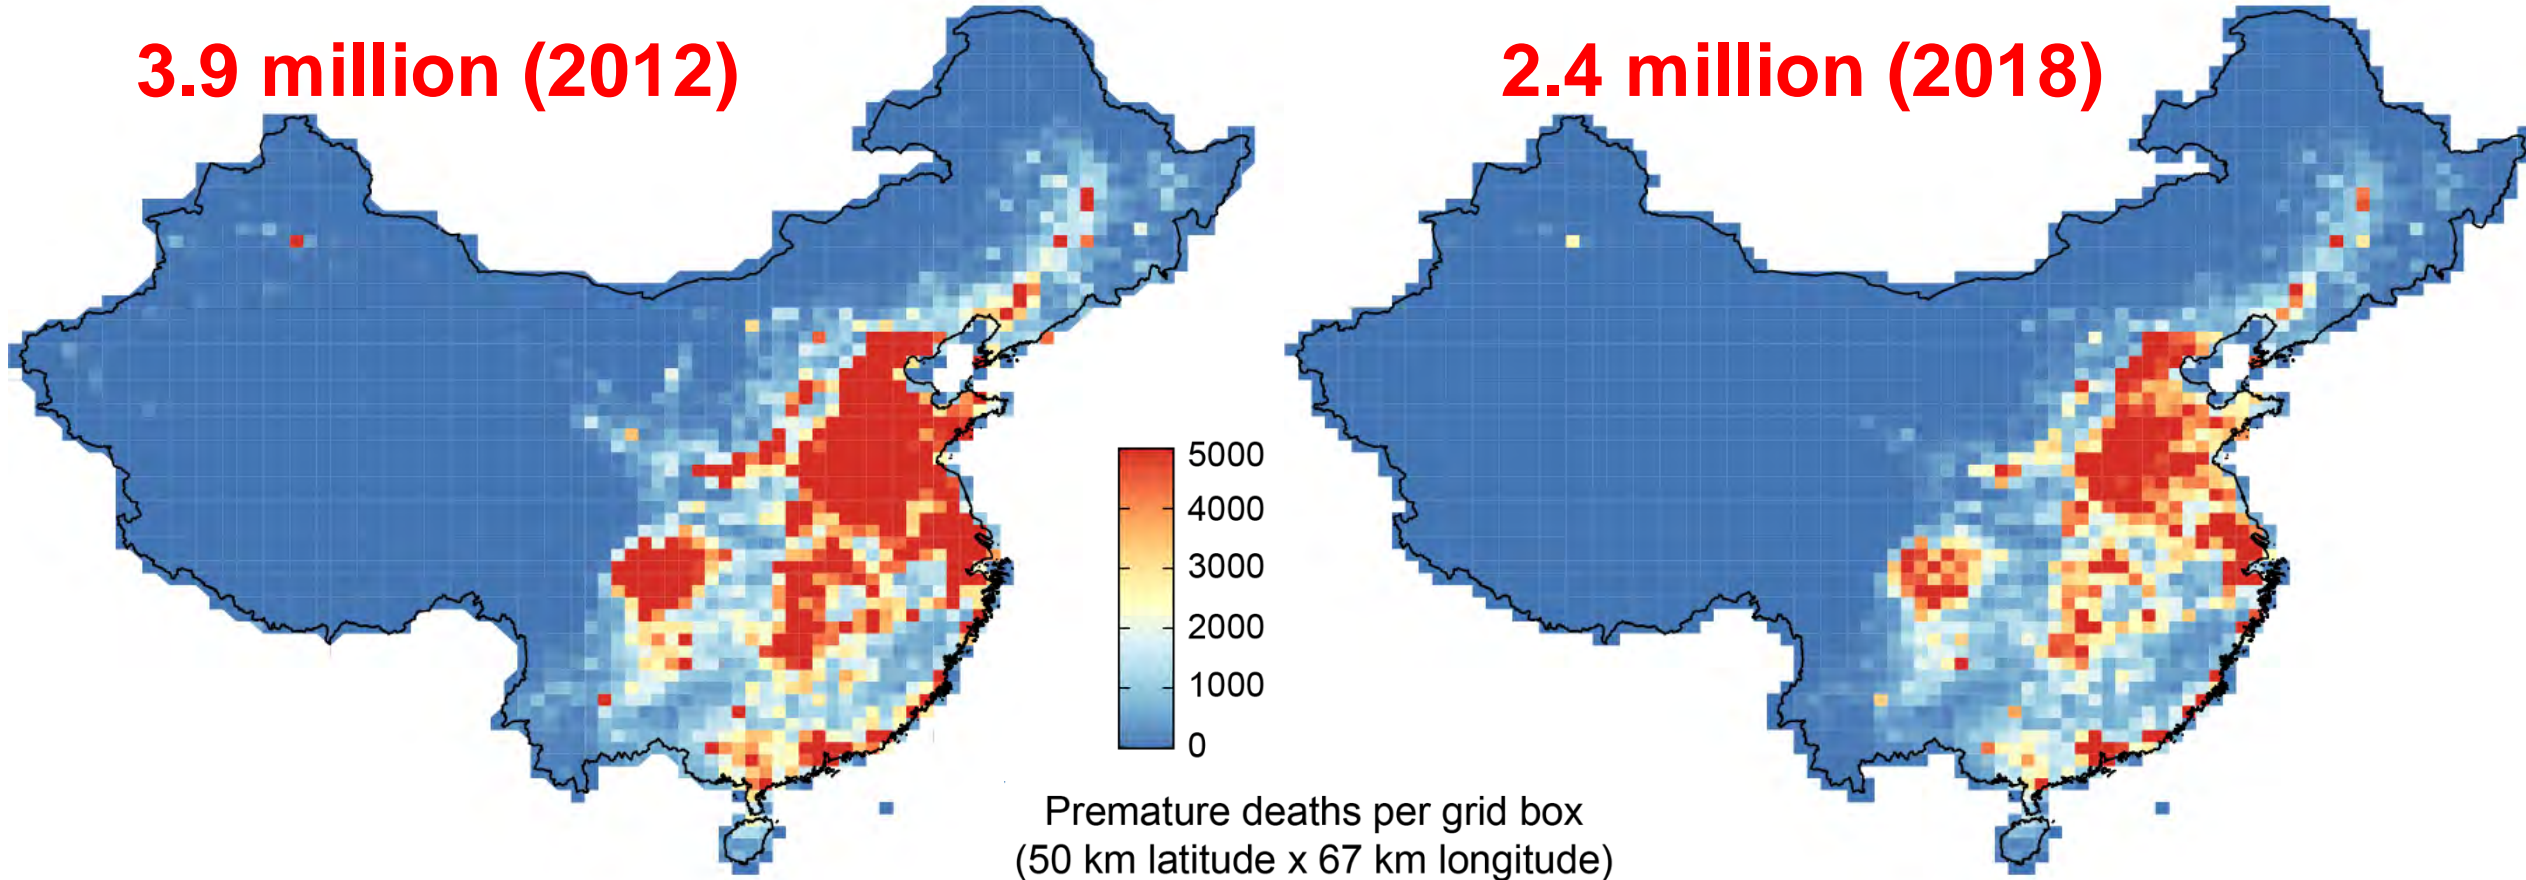 3.9 million (2012)
2.4 million (2018)
5000
4000
3000
2000
1000
0
Premature deaths per grid box
(50 km latitude x 67 km longitude)